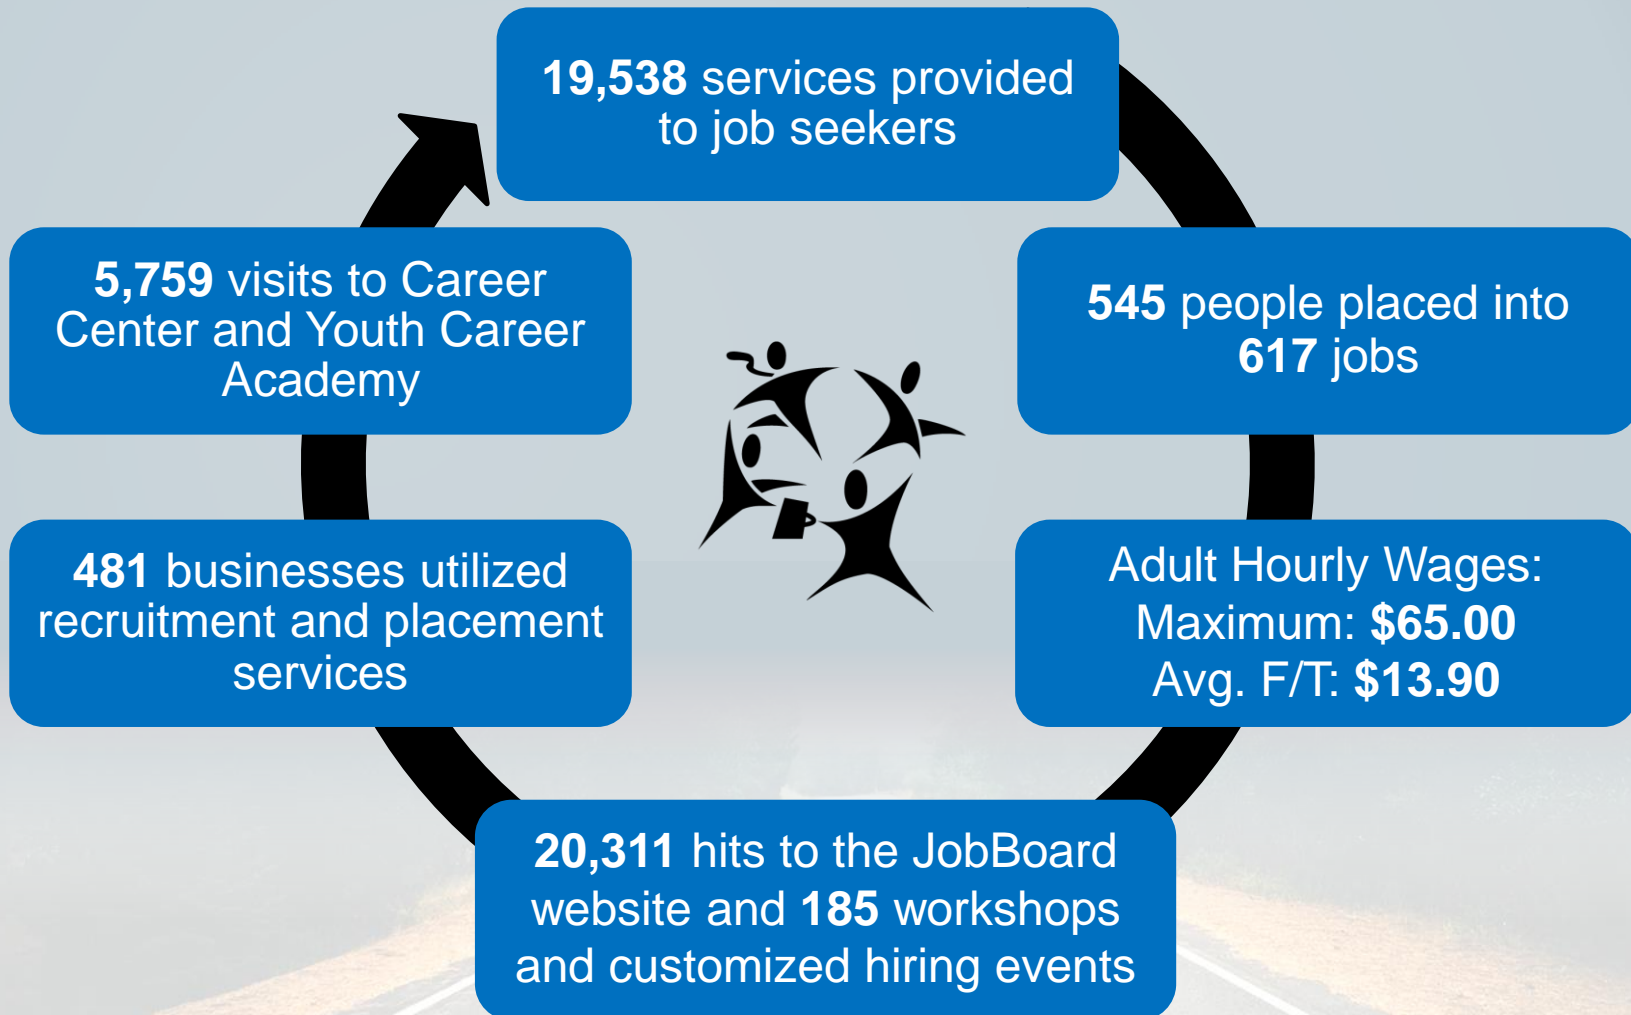 19,538 services provided
to job seekers
5,759 visits to Career
Center and Youth Career
Academy
545 people placed into
617 jobs
481 businesses utilized
recruitment and placement
services
Adult Hourly Wages:
Maximum: $65.00
Avg. F/T: $13.90
20,311 hits to the JobBoard
website and 185 workshops
and customized hiring events